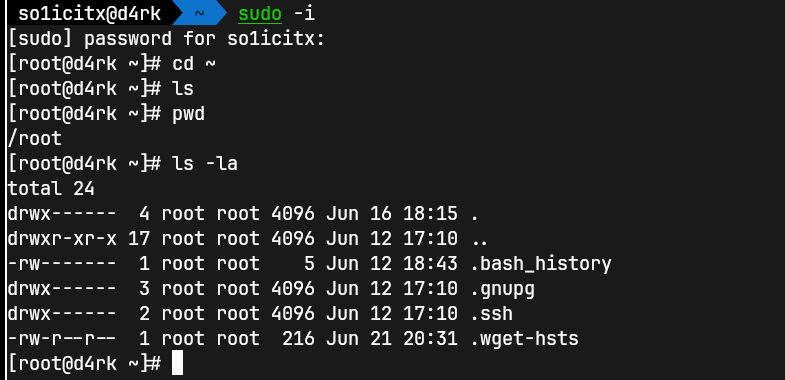 so1icitx@d4rk ~ sudo -i
[sudo] password for so1icitx:
[root@d4rk ~]# cd ~
[root@d4rk ~]# ls
[root@d4rk ~]# pwd
/root
[root@d4rk ~]# ls -la
total 24
drwx------  4 root root 4096 Jun 16 18:15 .
drwxr-xr-x 17 root root 4096 Jun 12 17:10 ..
-rw-------  1 root root    5 Jun 12 18:43 .bash_history
drwx------  3 root root 4096 Jun 12 17:10 .gnupg
drwx------  2 root root 4096 Jun 12 17:10 .ssh
-rw-r--r--  1 root root  216 Jun 21 20:31 .wget-hsts
[root@d4rk ~]#